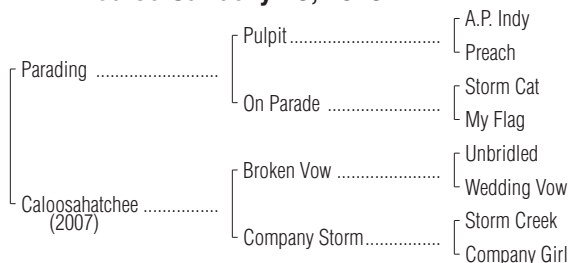 A.P. Indy
Pulpit
Preach
Parading
Storm Cat
On Parade
My Flag
Unbridled
Broken Vow
Wedding Vow
Caloosahatchee
(2007)
Storm Creek
Company Storm
Company Girl